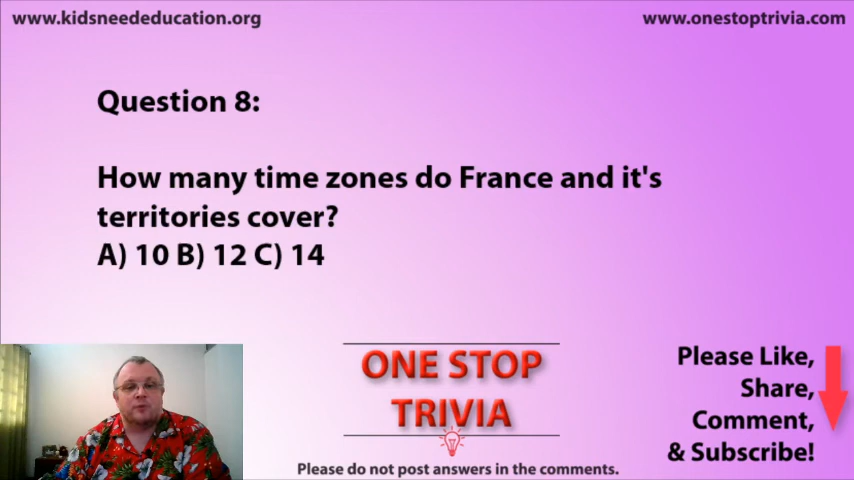 www.kidsneededucation.org
www.onestoptrivia.com
Question 8:
How many time zones do France and it's
territories cover?
A) 10 B) 12 C) 14
ONE STOP
TRIVIA
Please do not post answers in the comments.
Please Like,
Share,
Comment,
& Subscribe!